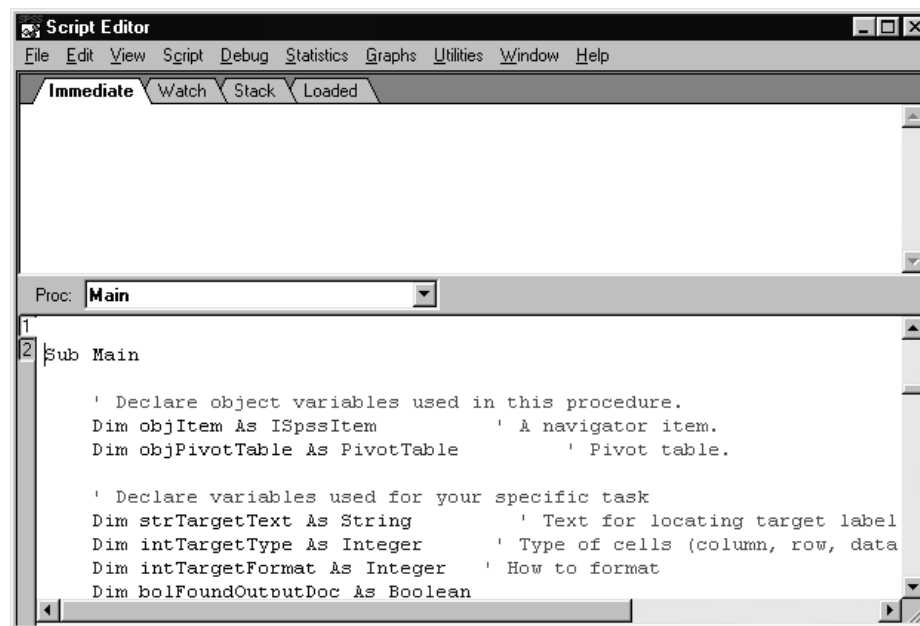 Script Editor
File Edit View Script Debug Statistics Graphs Utilities Window Help
Immediate Watch Stack Loaded
Proc: Main
1
2
Sub Main
' Declare object variables used in this procedure.
Dim objItem As ISpssItem ' A navigator item.
Dim objPivotTable As PivotTable ' Pivot table.
' Declare variables used for your specific task
Dim strTargetText As String ' Text for locating target label
Dim intTargetType As Integer ' Type of cells (column, row, data
Dim intTargetFormat As Integer ' How to format
Dim bolFoundOutputDoc As Boolean